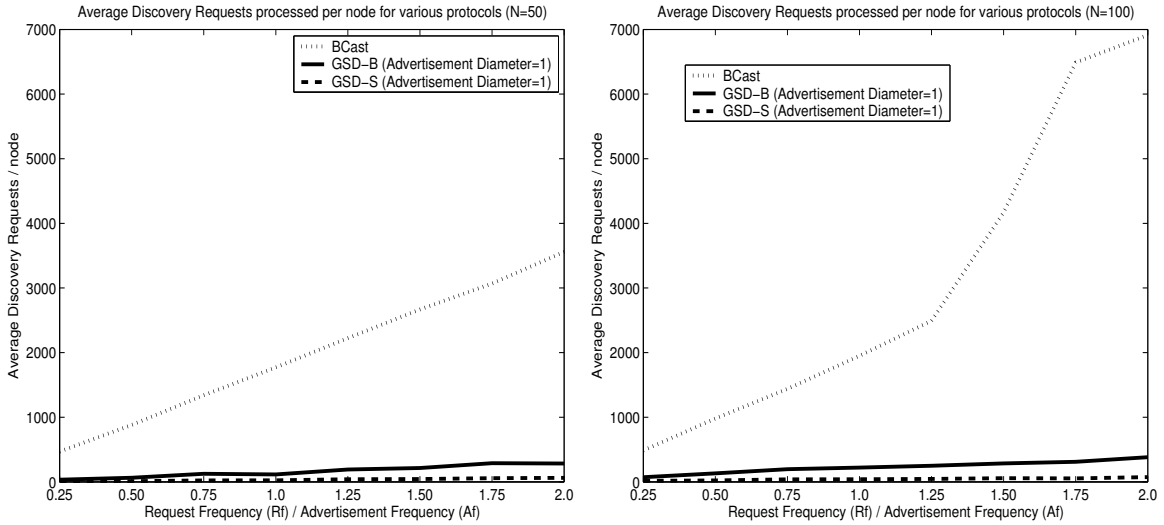 Average Discovery Requests processed per node for various protocols (N=50)
7000
6000
5000
4000
3000
2000
1000
0
Average Discovery Requests / node
BCast
GSD-B (Advertisement Diameter=1)
GSD-S (Advertisement Diameter=1)
0.25 0.50 0.75 1.0 1.25 1.50 1.75 2.0
Request Frequency (Rf) / Advertisement Frequency (Af)
Average Discovery Requests processed per node for various protocols (N=100)
7000
6000
5000
4000
3000
2000
1000
0
Average Discovery Requests / node
BCast
GSD-B (Advertisement Diameter=1)
GSD-S (Advertisement Diameter=1)
0.25 0.50 0.75 1.0 1.25 1.50 1.75 2.0
Request Frequency (Rf) / Advertisement Frequency (Af)